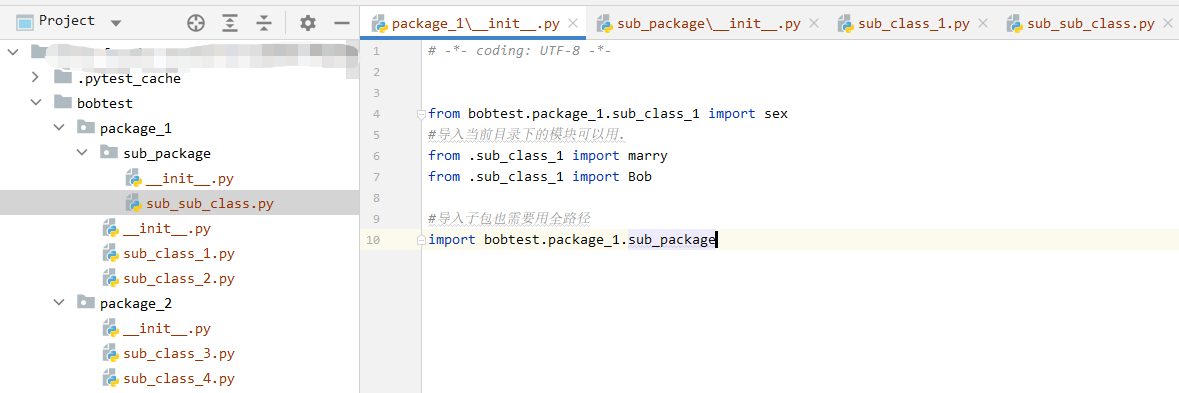 Project
.pytest_cache
bobtest
package_1
sub_package
__init__.py
sub_sub_class.py
__init__.py
sub_class_1.py
sub_class_2.py
package_2
__init__.py
sub_class_3.py
sub_class_4.py
package_1\__init__.py
sub_package\__init__.py
sub_class_1.py
sub_sub_class.py
1 # -*- coding: UTF-8 -*-
2
3
4 from bobtest.package_1.sub_class_1 import sex
5 #导入当前目录下的模块可以用.
6 from .sub_class_1 import marry
7 from .sub_class_1 import Bob
8
9 #导入子包也需要用全路径
10 import bobtest.package_1.sub_package